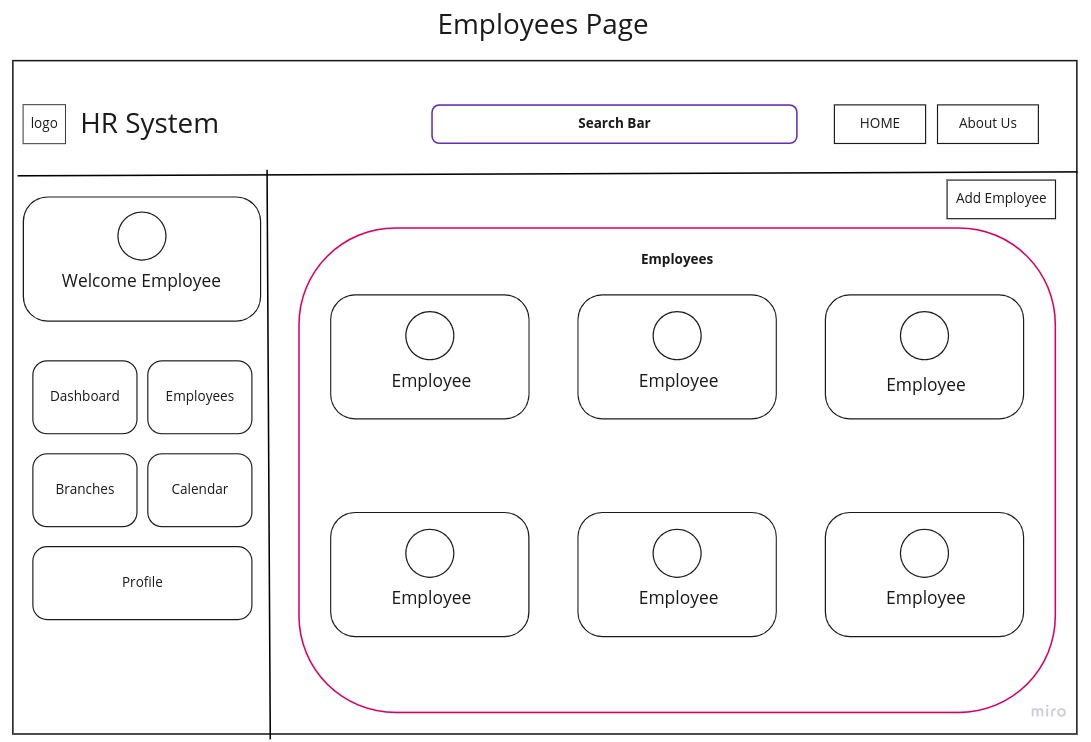 Employees Page
logo
HR System
Search Bar
HOME
About Us
Add Employee
Welcome Employee
Dashboard
Employees
Branches
Calendar
Profile
Employees
Employee
Employee
Employee
Employee
Employee
Employee
miro